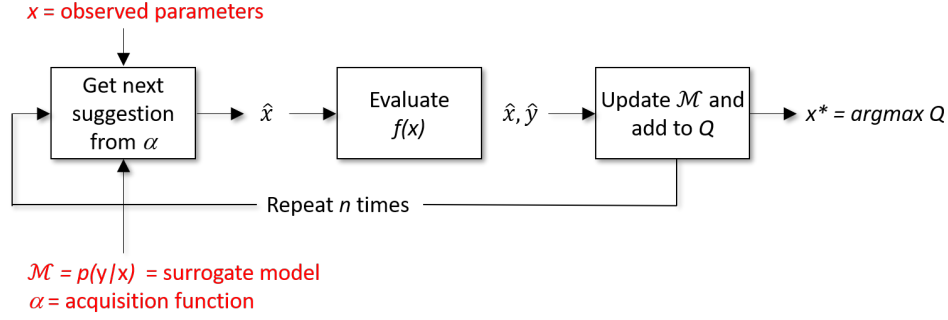 x = observed parameters
Get next
suggestion
from α
x̂
Evaluate
f(x)
x̂, ŷ
Update ℳ and
add to Q
x* = argmax Q
Repeat n times
ℳ = p(y|x) = surrogate model
α = acquisition function